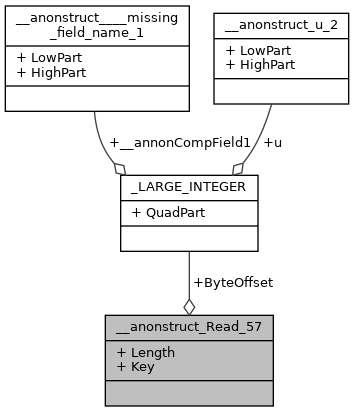 __anonstruct____missing
_field_name_1
+ LowPart
+ HighPart
__anonstruct_u_2
+ LowPart
+ HighPart
+__annonCompField1
+u
_LARGE_INTEGER
+ QuadPart
+ByteOffset
__anonstruct_Read_57
+ Length
+ Key